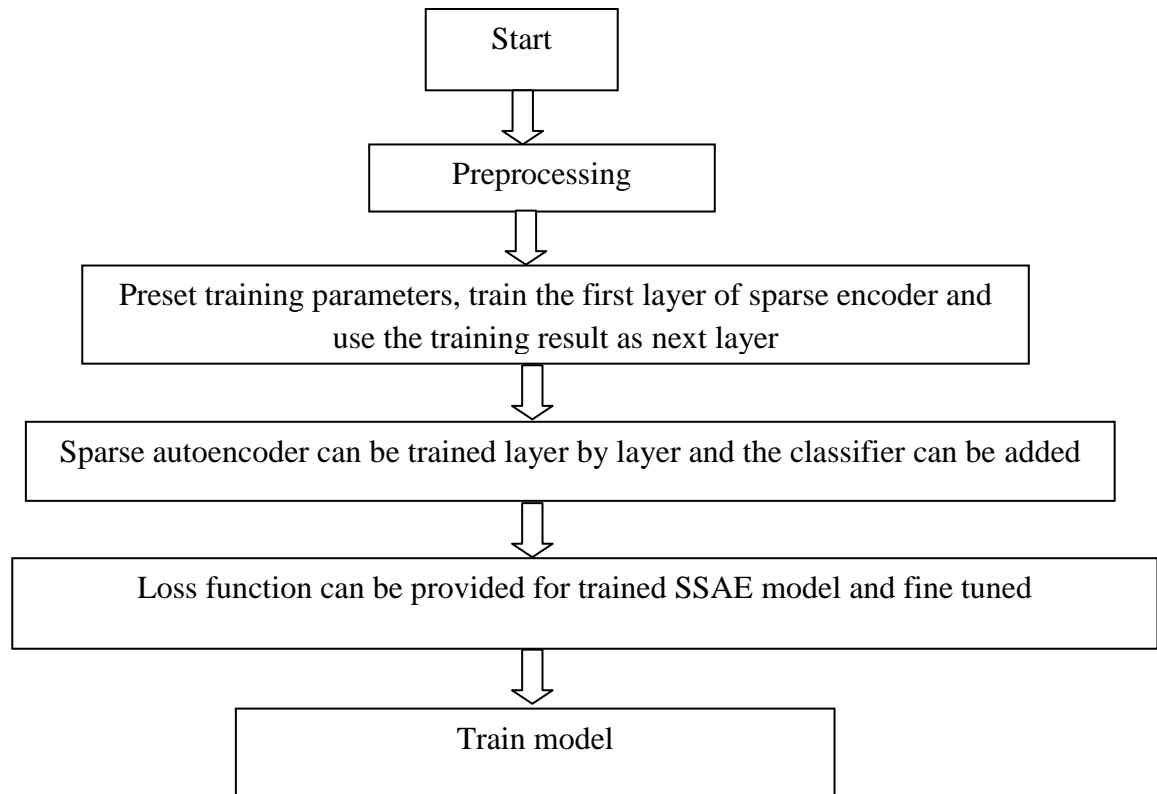 Start
Preprocessing
Preset training parameters, train the first layer of sparse encoder and
use the training result as next layer
Sparse autoencoder can be trained layer by layer and the classifier can be added
Loss function can be provided for trained SSAE model and fine tuned
Train model